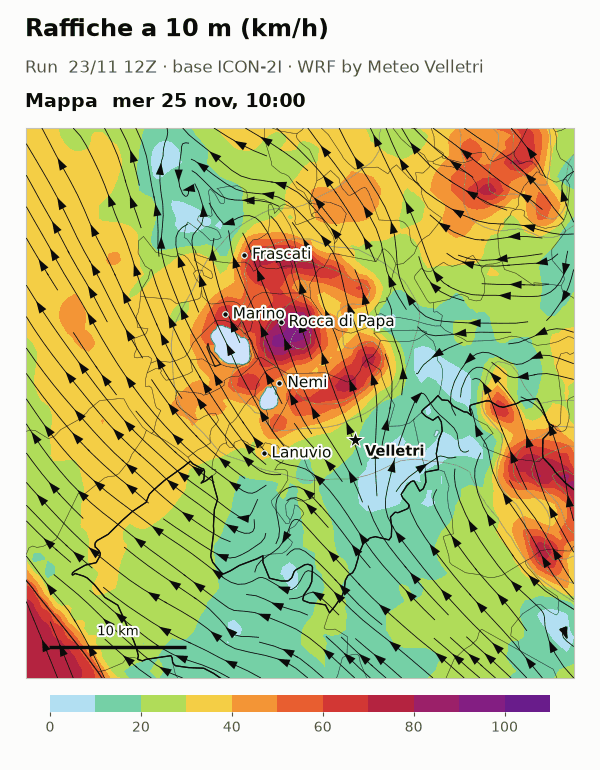 Raffiche a 10 m (km/h)
Run  23/11 12Z · base ICON-2I · WRF by Meteo Velletri
Mappa  mer 25 nov, 10:00
Frascati
Marino
Rocca di Papa
Nemi
Velletri
Lanuvio
10 km
0 20 40 60 80 100